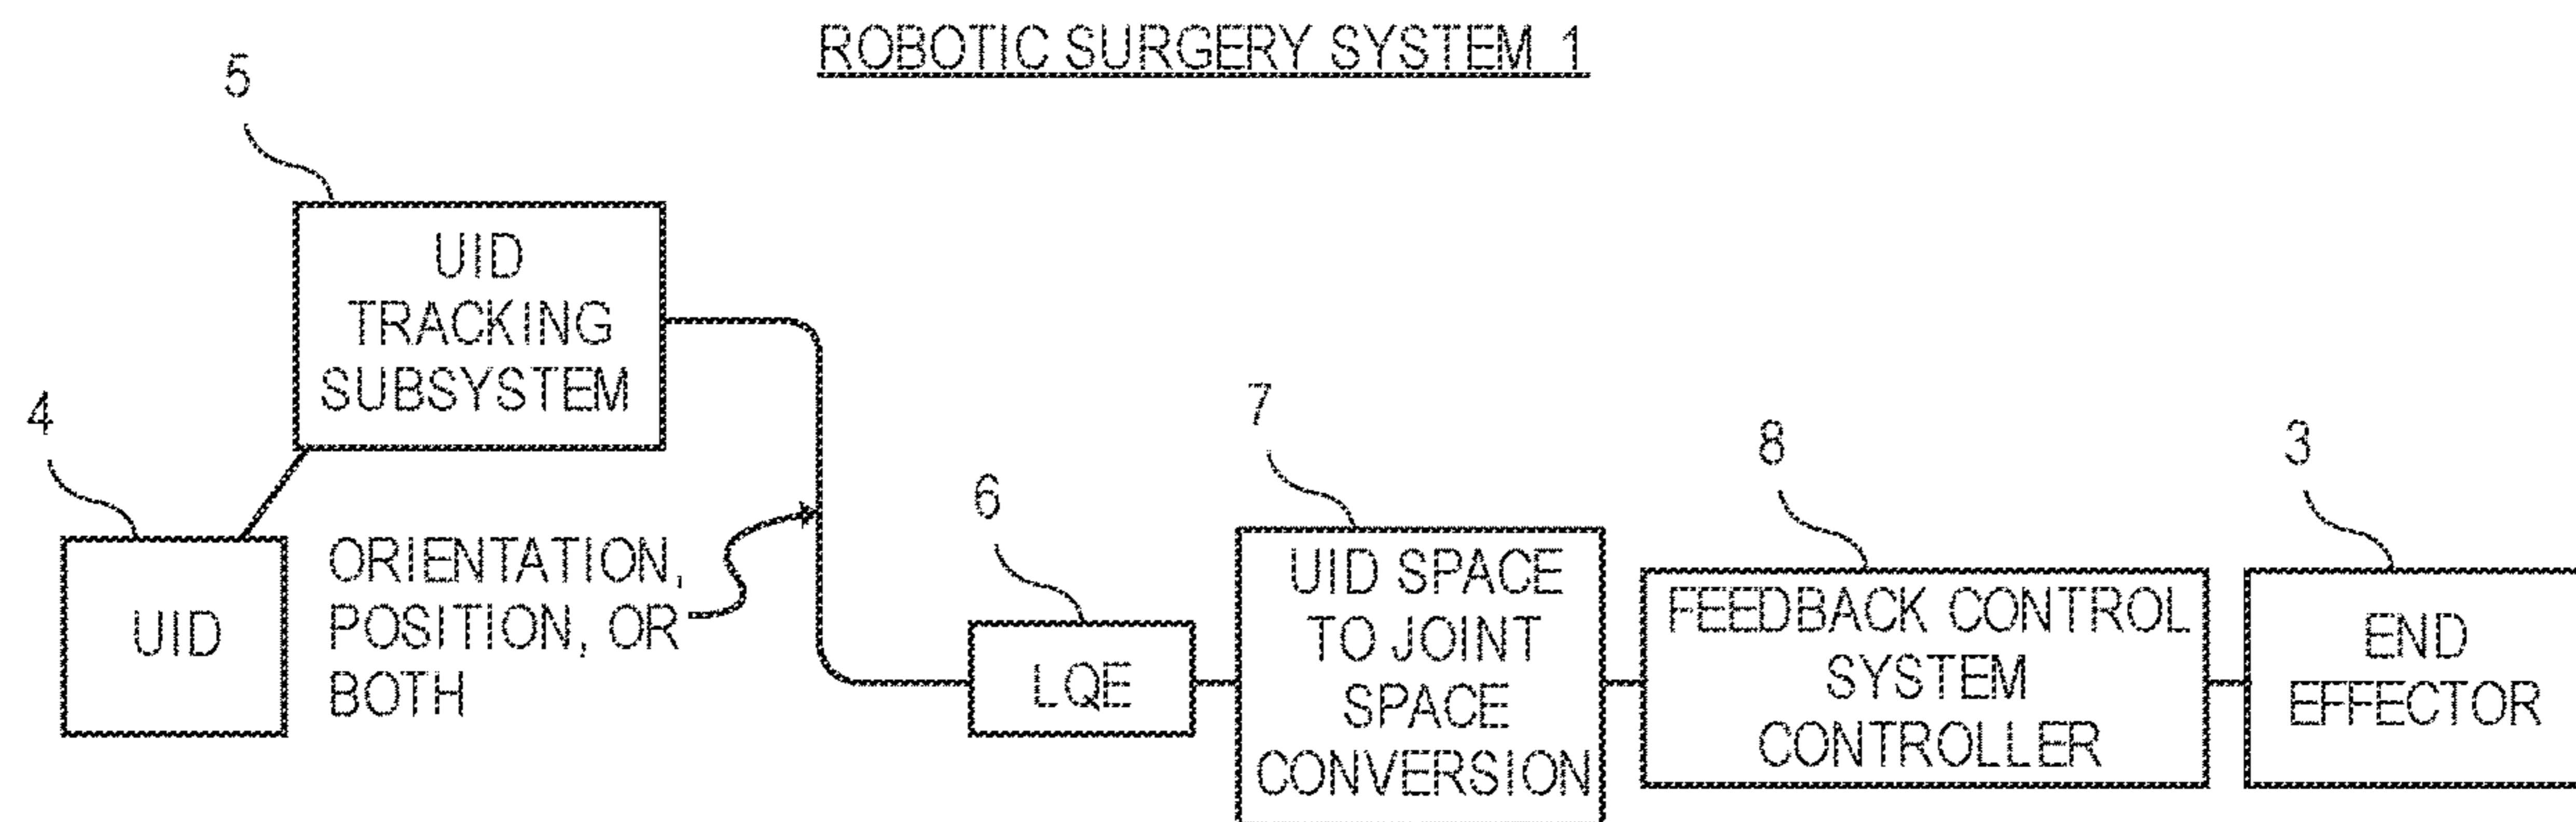 ROBOTIC SURGERY SYSTEM 1
5
UID
TRACKING
SUBSYSTEM
4
UID
ORIENTATION,
POSITION, OR
BOTH
6
LQE
7
UID SPACE
TO JOINT
SPACE
CONVERSION
8
FEEDBACK CONTROL
SYSTEM
CONTROLLER
3
END
EFFECTOR